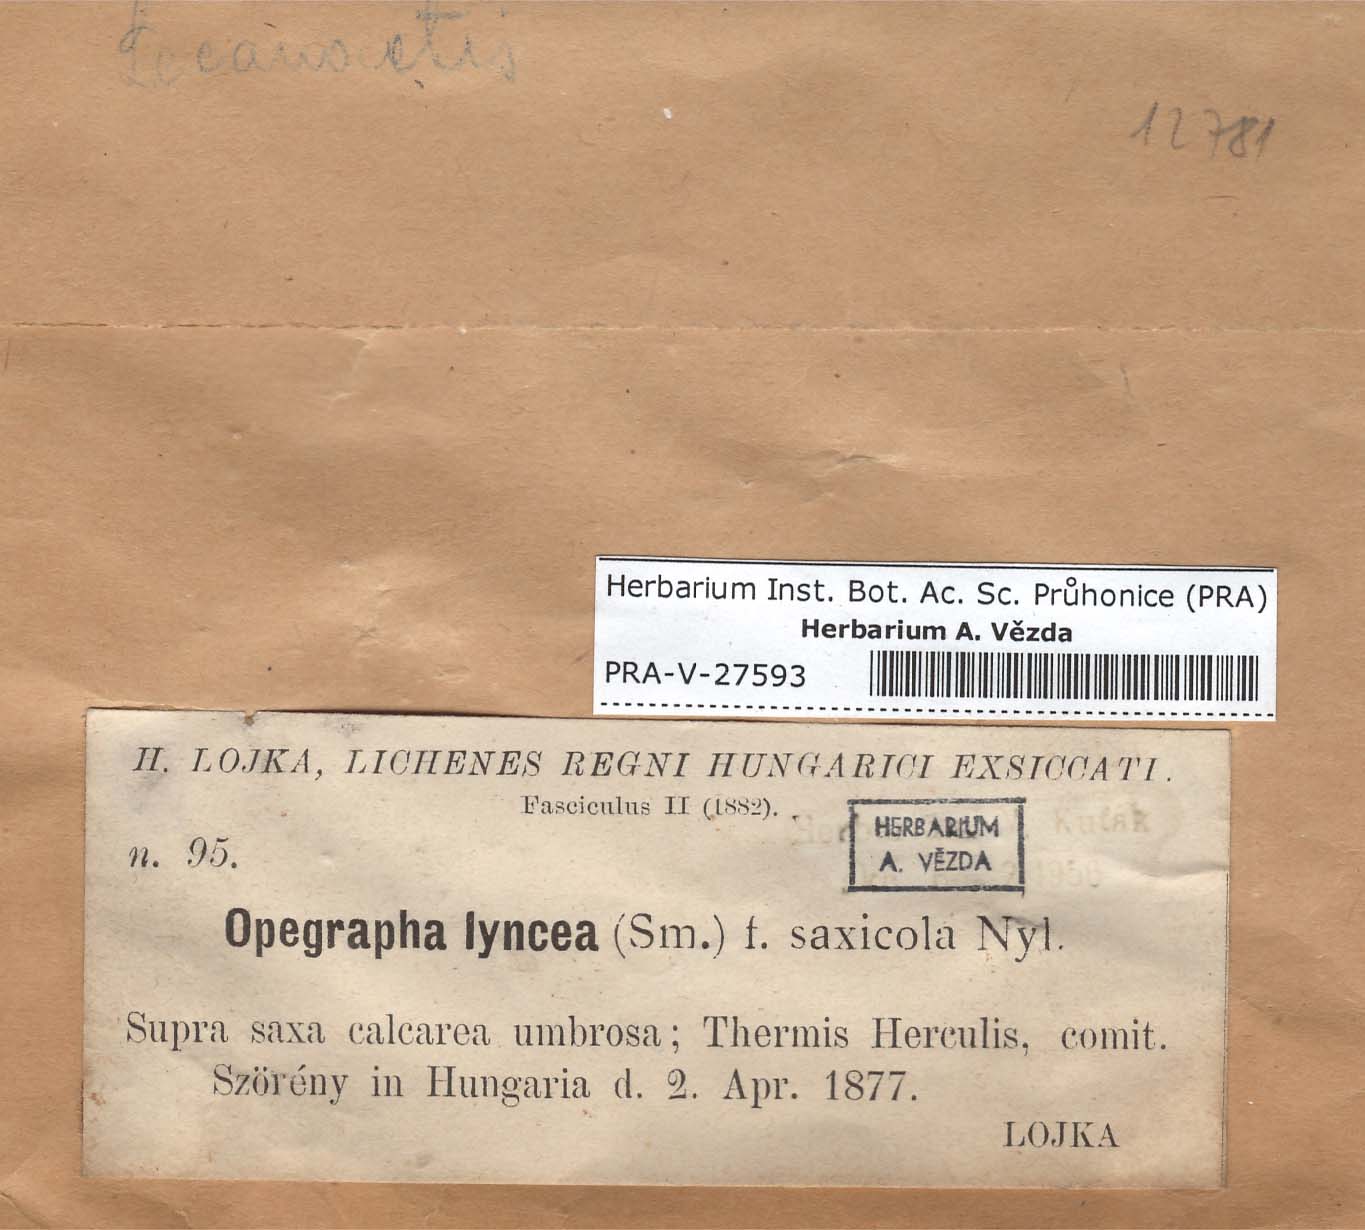 Lecanactis
12781
Herbarium Inst. Bot. Ac. Sc. Průhonice (PRA)
Herbarium A. Vězda
PRA-V-27593
H. LOJKA, LICHENES REGNI HUNGARICI EXSICCATI.
Fasciculus II (1882).
n. 95.
HERBARIUM
A. VĚZDA
Kuťák
Opegrapha lyncea (Sm.) f. saxicola Nyl.
Supra saxa calcarea umbrosa; Thermis Herculis, comit.
Szörény in Hungaria d. 2. Apr. 1877.
LOJKA